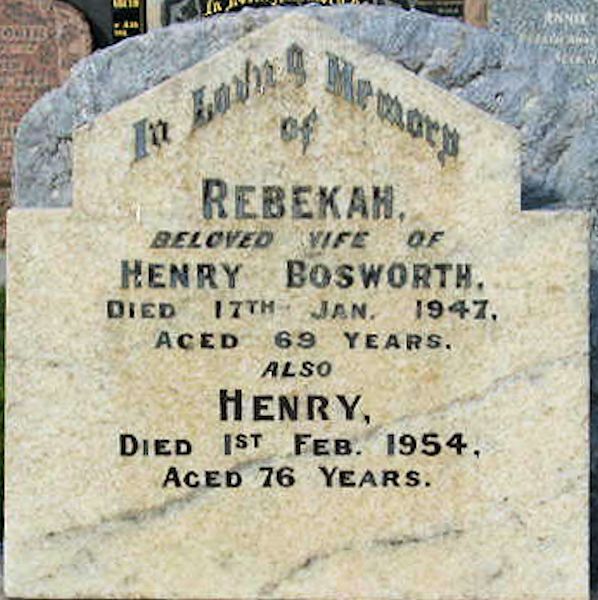 In Loving Memory
of
REBEKAH,
BELOVED WIFE OF
HENRY BOSWORTH.
DIED 17TH JAN. 1947,
AGED 69 YEARS.
ALSO
HENRY,
DIED 1ST FEB. 1954,
AGED 76 YEARS.
ANNIE